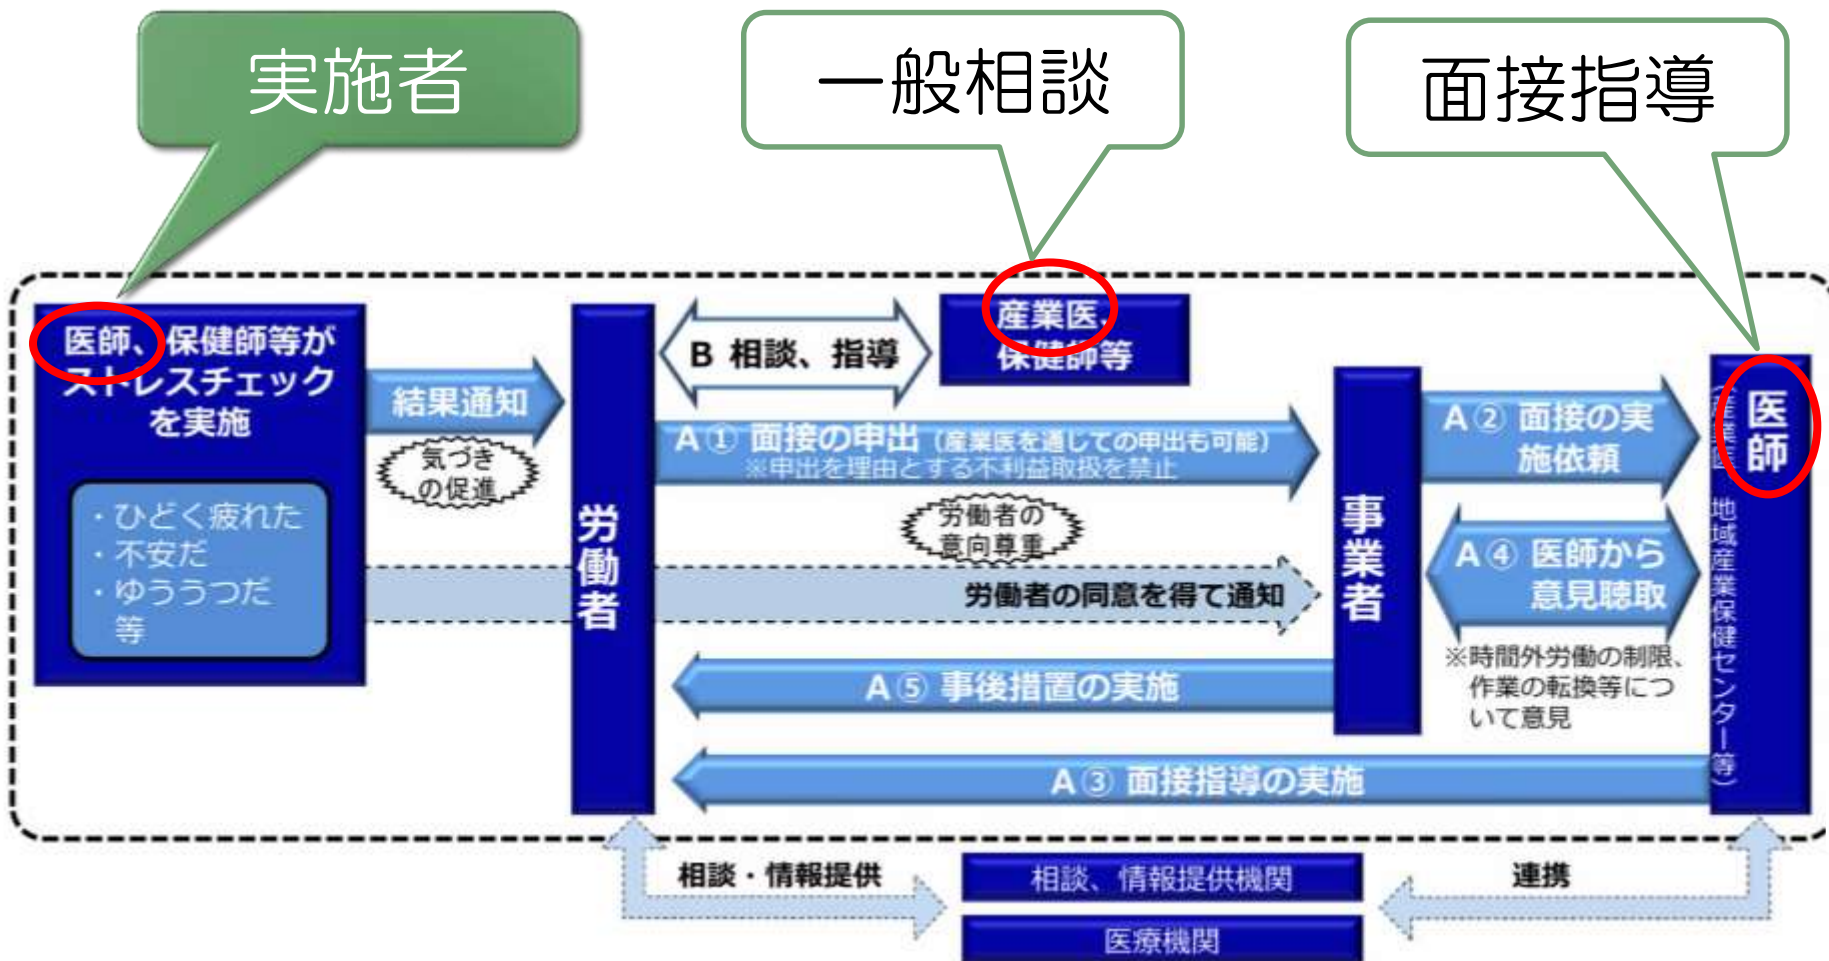 実施者
一般相談
面接指導
医師、保健師等が
ストレスチェック
を実施
・ひどく疲れた
・不安だ
・ゆううつだ
等
結果通知
気づき
の促進
労働者
B 相談、指導
産業医、
保健師等
A① 面接の申出（産業医を通しての申出も可能）
※申出を理由とする不利益取扱を禁止
労働者の
意向尊重
労働者の同意を得て通知
A⑤ 事後措置の実施
A③ 面接指導の実施
事業者
A② 面接の実
施依頼
A④ 医師から
意見聴取
※時間外労働の制限、
作業の転換等につ
いて意見
医師
（産業医、地域産業保健センター等）
相談・情報提供
相談、情報提供機関
医療機関
連携